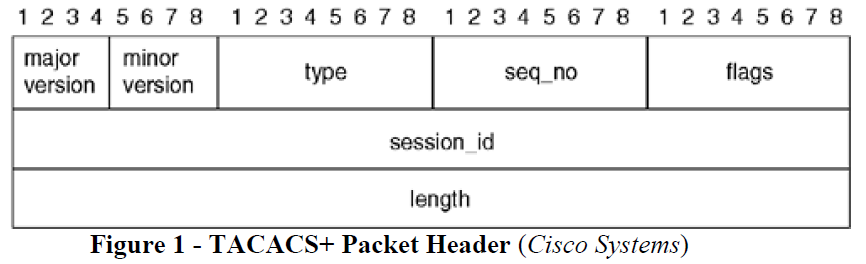 1 2 3 4 5 6 7 8 1 2 3 4 5 6 7 8 1 2 3 4 5 6 7 8 1 2 3 4 5 6 7 8
major version minor version type seq_no flags
session_id
length
Figure 1 - TACACS+ Packet Header (Cisco Systems)